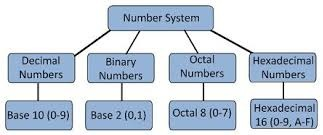 Number System
Decimal
Numbers
Binary
Numbers
Octal
Numbers
Hexadecimal
Numbers
Base 10 (0-9)
Base 2 (0,1)
Octal 8 (0-7)
Hexadecimal
16 (0-9, A-F)